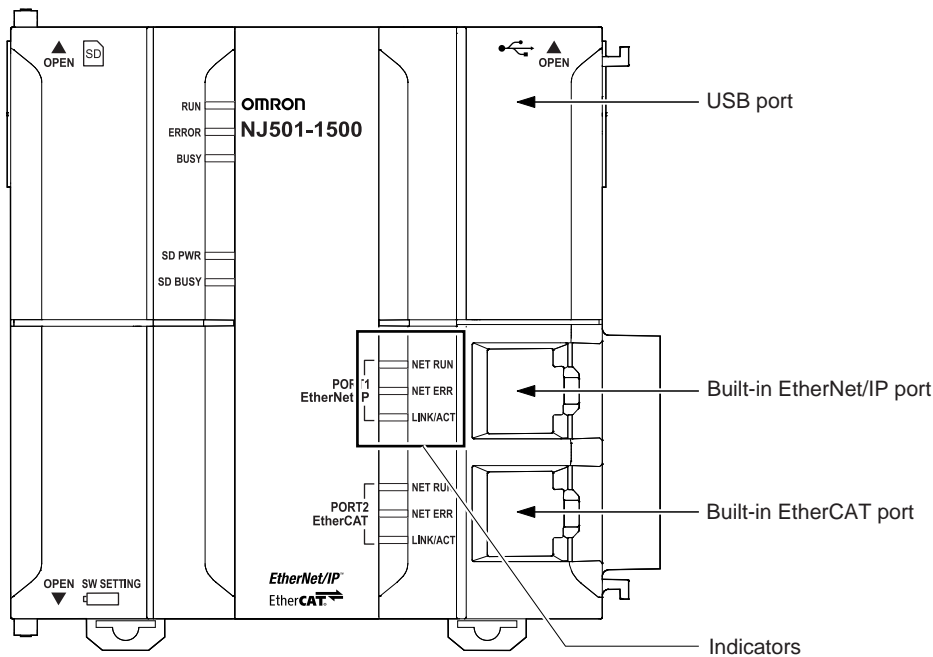 OPEN
SD
OPEN
USB port
RUN
OMRON
ERROR
NJ501-1500
BUSY
SD PWR
SD BUSY
NET RUN
PORT1
EtherNet/IP
NET ERR
LINK/ACT
Built-in EtherNet/IP port
NET RUN
PORT2
EtherCAT
NET ERR
LINK/ACT
Built-in EtherCAT port
OPEN SW SETTING
EtherNet/IP™
EtherCAT®
Indicators